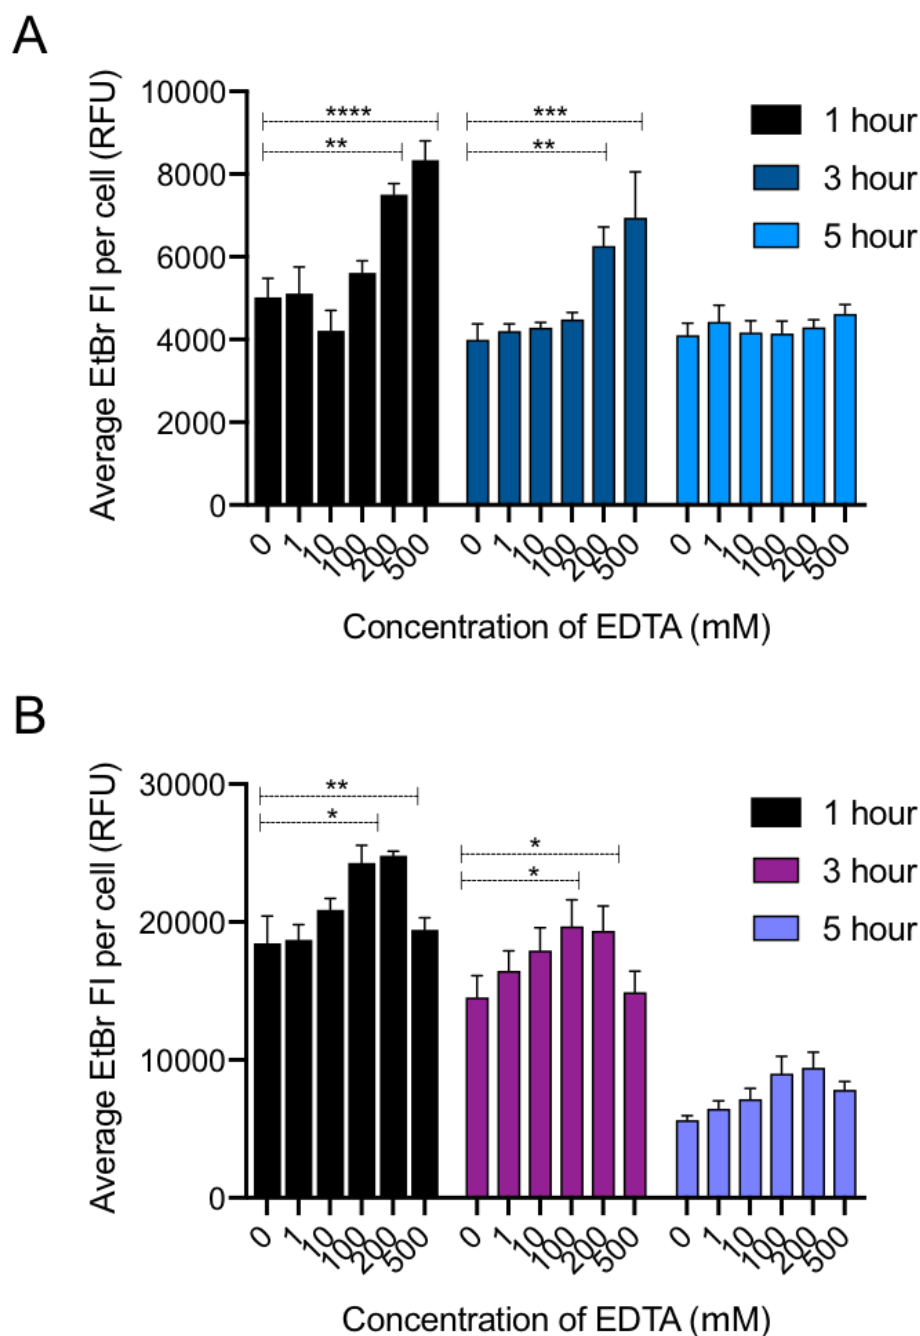 A
Average EtBr FI per cell (RFU)
10000
8000
6000
4000
2000
0
**** 
**
***
**
1 hour
3 hour
5 hour
0 1 10 100 200 500 0 1 10 100 200 500 0 1 10 100 200 500
Concentration of EDTA (mM)
B
Average EtBr FI per cell (RFU)
30000
20000
10000
0
**
*
*
*
1 hour
3 hour
5 hour
0 1 10 100 200 500 0 1 10 100 200 500 0 1 10 100 200 500
Concentration of EDTA (mM)